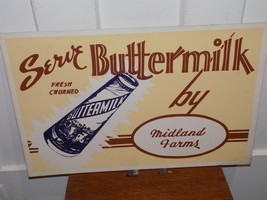 Serve Buttermilk
FRESH
CHURNED
BUTTERMILK
by
Midland
Farms